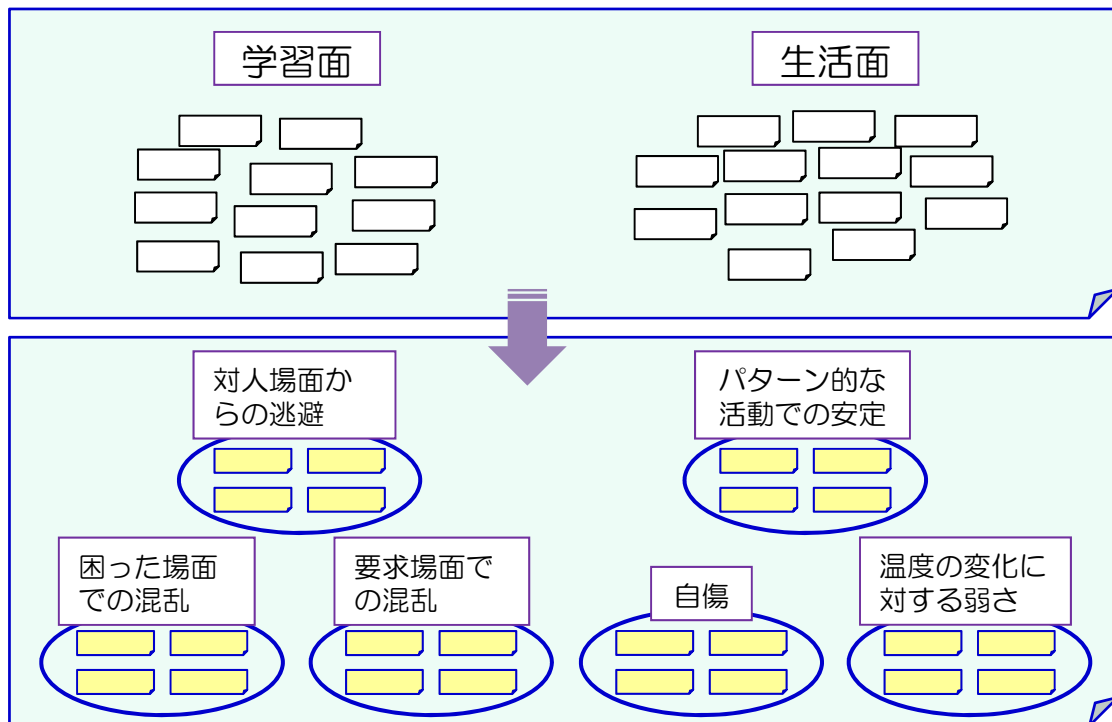 学習面
生活面
対人場面か
らの逃避
パターン的な
活動での安定
困った場面
での混乱
要求場面で
の混乱
自傷
温度の変化に
対する弱さ